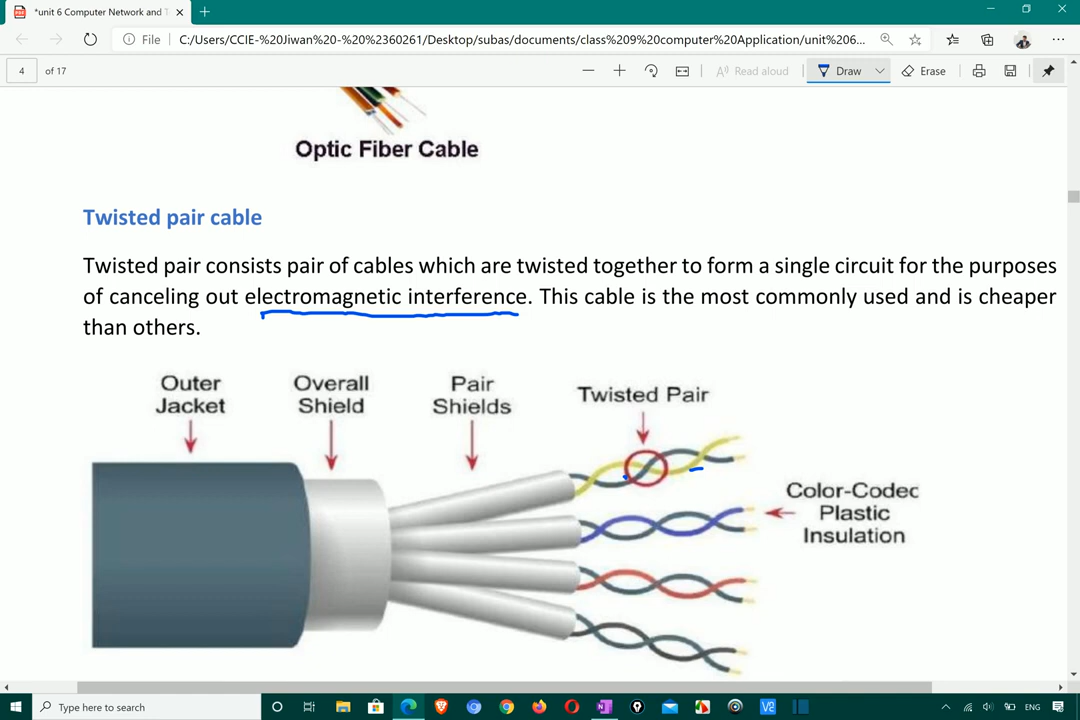 *unit 6 Computer Network and T
File
C:/Users/CCIE-%20Jiwan%20-%20%2360261/Desktop/subas/documents/class%209%20computer%20Application/unit%206...
4 of 17
Read aloud
Draw
Erase
Optic Fiber Cable
Twisted pair cable
Twisted pair consists pair of cables which are twisted together to form a single circuit for the purposes
of canceling out electromagnetic interference. This cable is the most commonly used and is cheaper
than others.
Outer
Jacket
Overall
Shield
Pair
Shields
Twisted Pair
Color-Coded
Plastic
Insulation
Type here to search
ENG